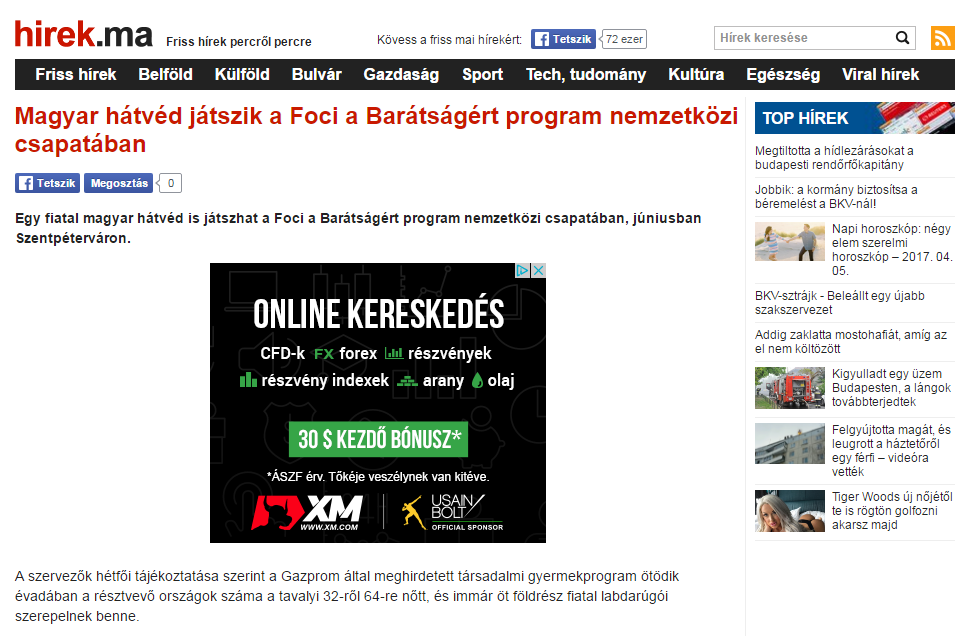 hirek.ma
Friss hírek percről percre
Kövess a friss mai hírekért:
Tetszik
72 ezer
Hírek keresése
Friss hírek
Belföld
Külföld
Bulvár
Gazdaság
Sport
Tech, tudomány
Kultúra
Egészség
Viral hírek
Magyar hátvéd játszik a Foci a Barátságért program nemzetközi
csapatában
Tetszik
Megosztás
0
Egy fiatal magyar hátvéd is játszhat a Foci a Barátságért program nemzetközi csapatában, júniusban
Szentpéterváron.
ONLINE KERESKEDÉS
CFD-k FX forex részvények
részvény indexek arany olaj
30 $ KEZDŐ BÓNUSZ*
*ÁSZF érv. Tőkéje veszélynek van kitéve.
XM
WWW.XM.COM
USAIN
BOLT
OFFICIAL SPONSOR
A szervezők hétfői tájékoztatása szerint a Gazprom által meghirdetett társadalmi gyermekprogram ötödik
évadában a résztvevő országok száma a tavalyi 32-ről 64-re nőtt, és immár öt földrész fiatal labdarúgói
szerepelnek benne.
TOP HÍREK
Megtiltotta a hídlezárásokat a
budapesti rendőrfőkapitány
Jobbik: a kormány biztosítsa a
béremelést a BKV-nál!
Napi horoszkóp: négy
elem szerelmi
horoszkóp – 2017. 04.
05.
BKV-sztrájk - Beleállt egy újabb
szakszervezet
Addig zaklatta mostohafiát, amíg az
el nem költözött
Kigyulladt egy üzem
Budapesten, a lángok
továbbterjedtek
Felgyújtotta magát, és
leugrott a háztetőről
egy férfi – videóra
vették
Tiger Woods új nőjétől
te is rögtön golfozni
akarsz majd